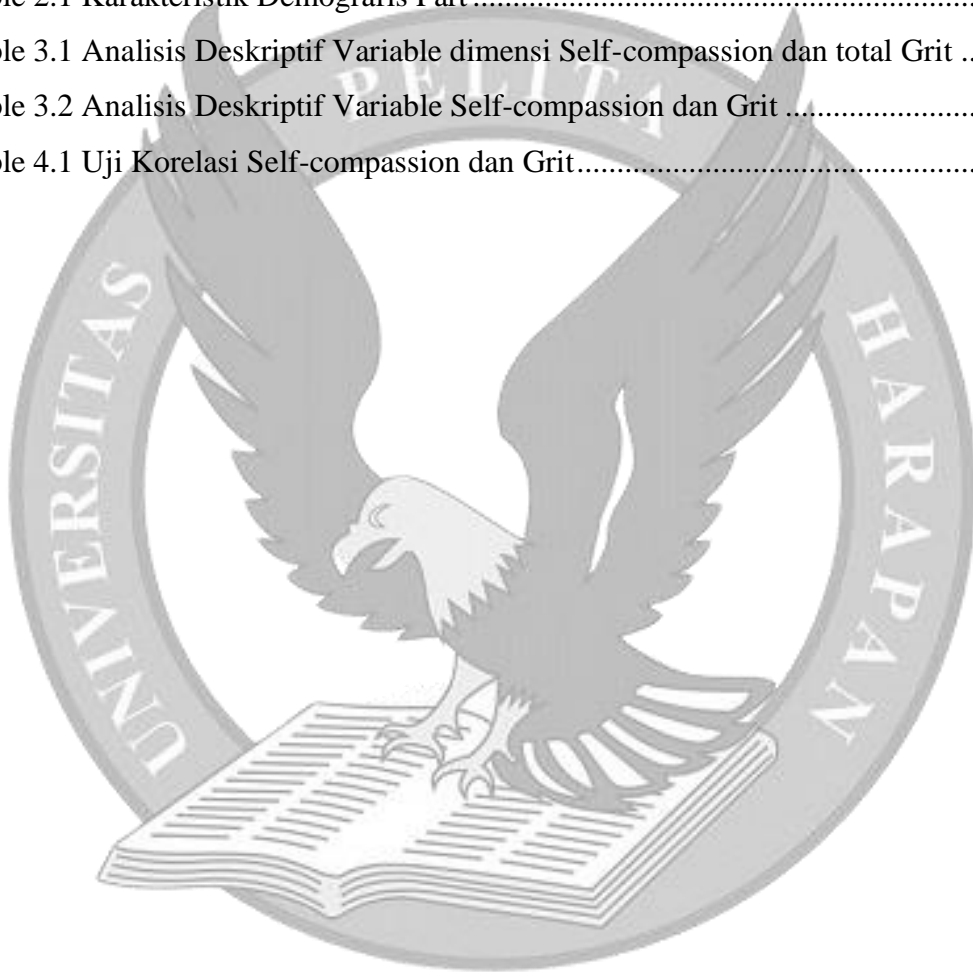 ble 2.1 Karakteristik Demografis Part................................................................
ble 3.1 Analisis Deskriptif Variable dimensi Self-compassion dan total Grit ..
ble 3.2 Analisis Deskriptif Variable Self-compassion dan Grit ........................
ble 4.1 Uji Korelasi Self-compassion dan Grit..................................................
UNIVERSITAS PELITA HARAPAN